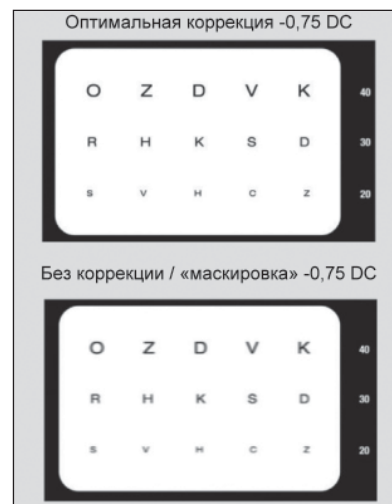 Оптимальная коррекция -0,75 DC
O Z D V K 40
R H K S D 30
S V H C Z 20
Без коррекции / «маскировка» -0,75 DC
O Z D V K 40
R H K S D 30
S V H C Z 20